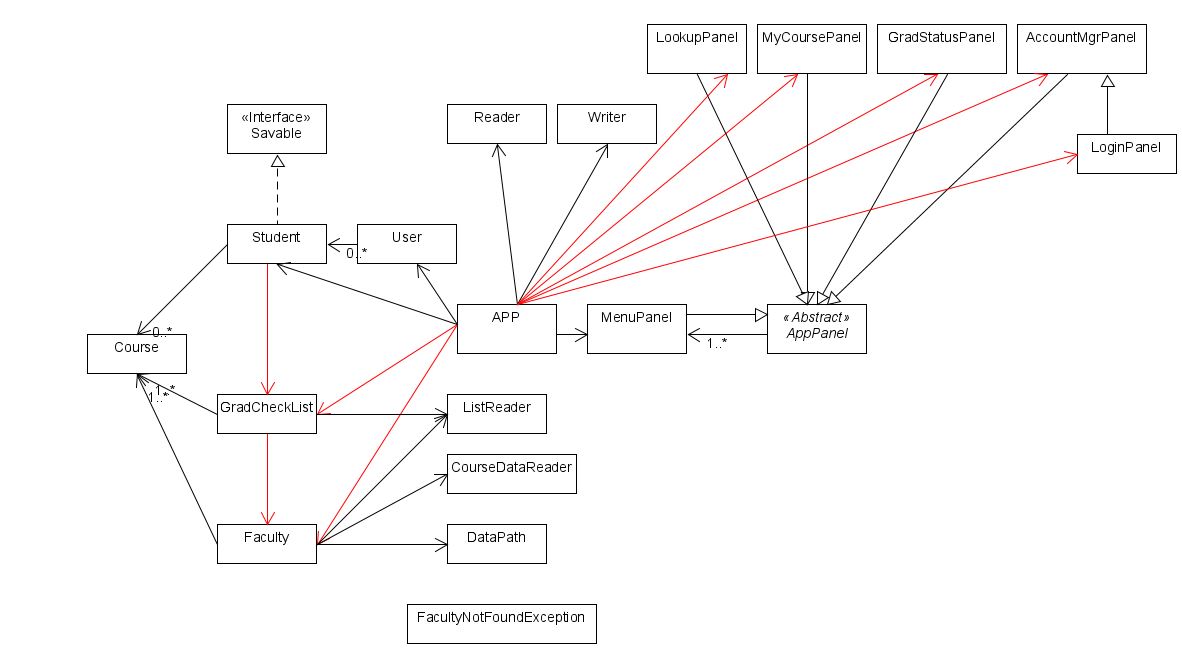 LookupPanel
MyCoursePanel
GradStatusPanel
AccountMgrPanel
«Interface»
Savable
Reader
Writer
LoginPanel
Student
User
0..*
APP
MenuPanel
«Abstract»
AppPanel
1..*
0..*
Course
1..*
1..*
GradCheckList
ListReader
CourseDataReader
Faculty
DataPath
FacultyNotFoundException